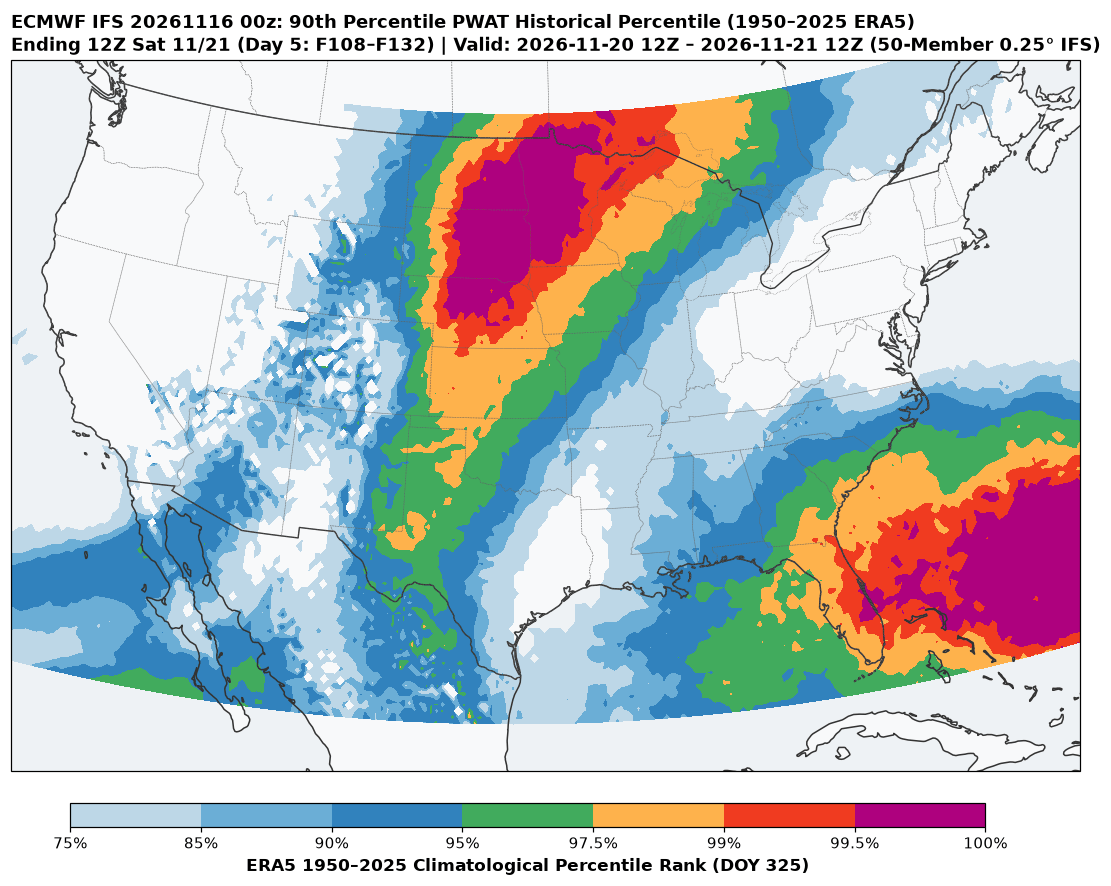 ECMWF IFS 20261116 00z: 90th Percentile PWAT Historical Percentile (1950–2025 ERA5)
Ending 12Z Sat 11/21 (Day 5: F108–F132) | Valid: 2026-11-20 12Z – 2026-11-21 12Z (50-Member 0.25° IFS)
75% 85% 90% 95% 97.5% 99% 99.5% 100%
ERA5 1950–2025 Climatological Percentile Rank (DOY 325)